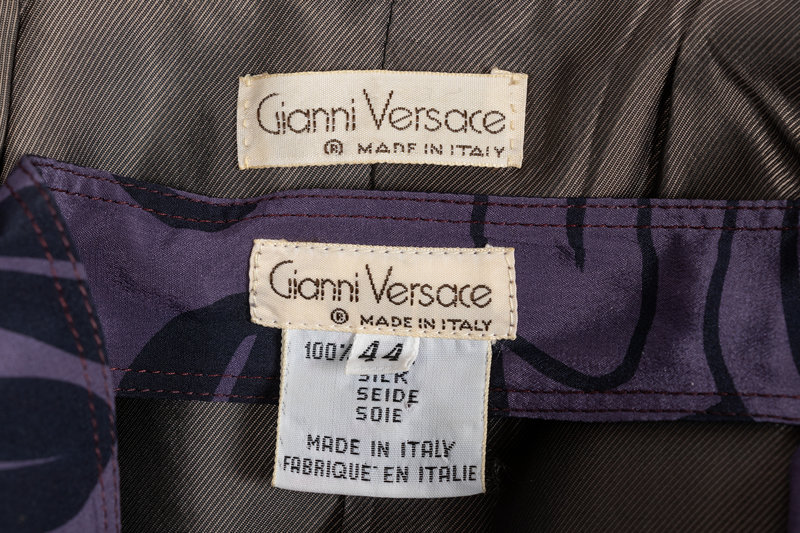 Gianni Versace
® MADE IN ITALY
Gianni Versace
® MADE IN ITALY
100% 44
SILK
SEIDE
SOIE
MADE IN ITALY
FABRIQUÉ EN ITALIE